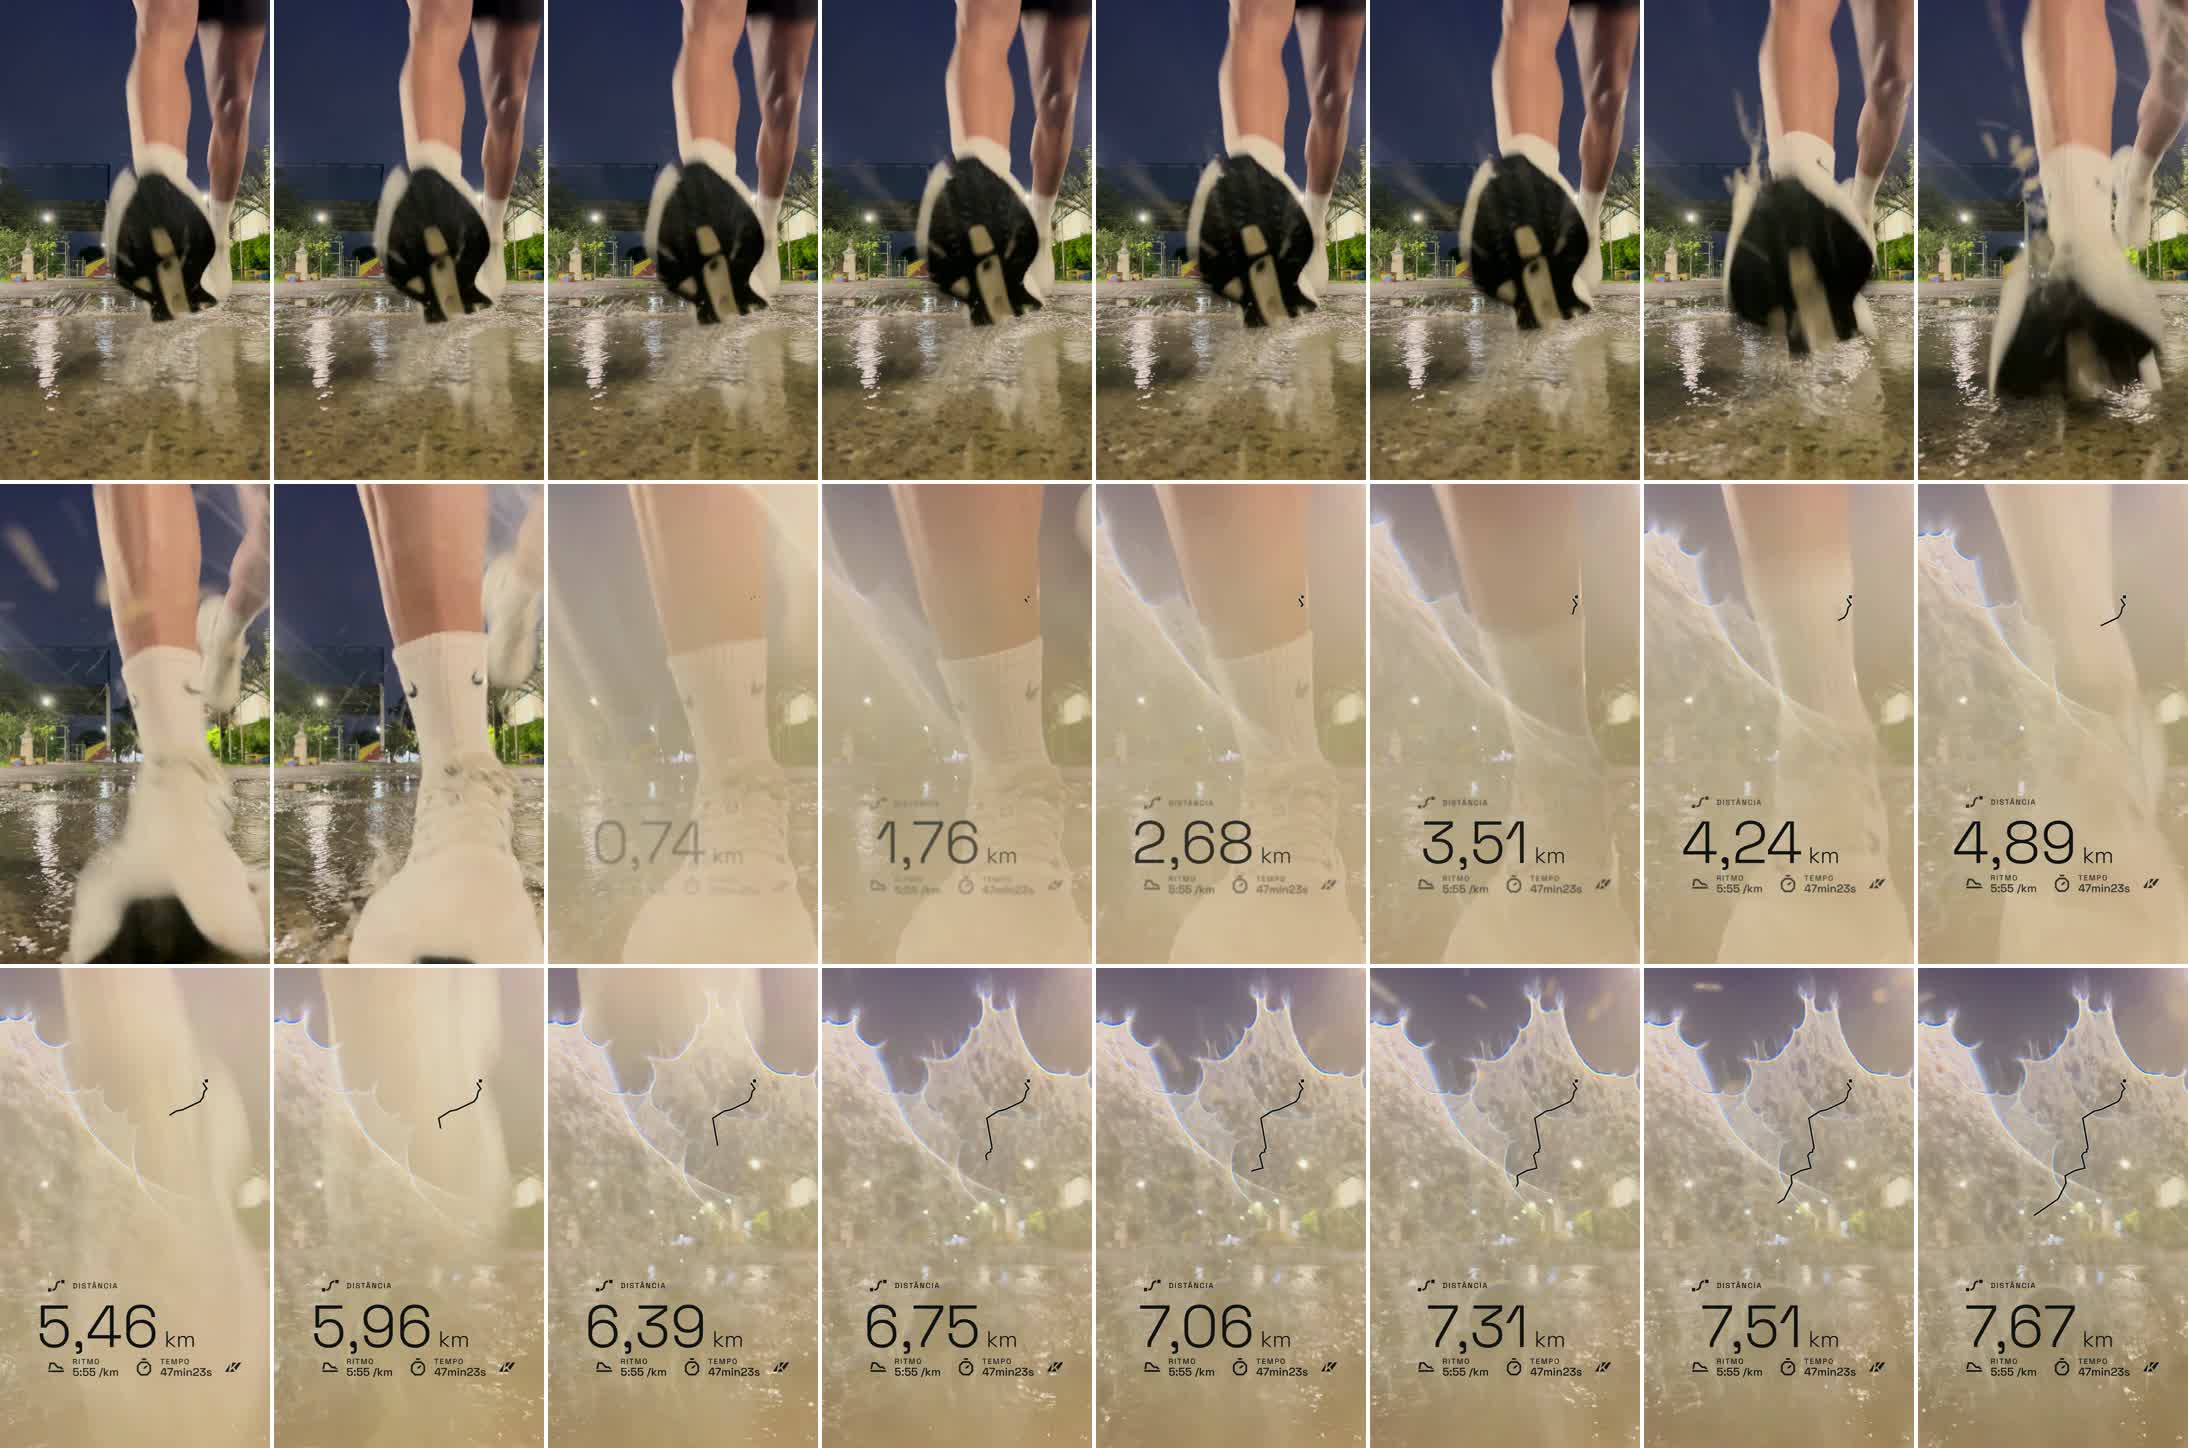 0,74 km
DISTÂNCIA
1,76 km
RITMO TEMPO
5:55 /km 47min23s
DISTÂNCIA
2,68 km
RITMO TEMPO
5:55 /km 47min23s
DISTÂNCIA
3,51 km
RITMO TEMPO
5:55 /km 47min23s
DISTÂNCIA
4,24 km
RITMO TEMPO
5:55 /km 47min23s
DISTÂNCIA
4,89 km
RITMO TEMPO
5:55 /km 47min23s
DISTÂNCIA
5,46 km
RITMO TEMPO
5:55 /km 47min23s
DISTÂNCIA
5,96 km
RITMO TEMPO
5:55 /km 47min23s
DISTÂNCIA
6,39 km
RITMO TEMPO
5:55 /km 47min23s
DISTÂNCIA
6,75 km
RITMO TEMPO
5:55 /km 47min23s
DISTÂNCIA
7,06 km
RITMO TEMPO
5:55 /km 47min23s
DISTÂNCIA
7,31 km
RITMO TEMPO
5:55 /km 47min23s
DISTÂNCIA
7,51 km
RITMO TEMPO
5:55 /km 47min23s
DISTÂNCIA
7,67 km
RITMO TEMPO
5:55 /km 47min23s